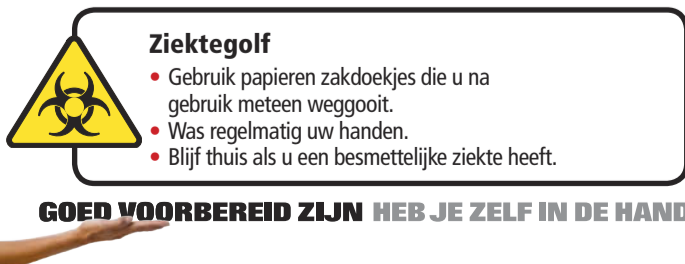 Ziektegolf
• Gebruik papieren zakdoekjes die u na
gebruik meteen weggooit.
• Was regelmatig uw handen.
• Blijf thuis als u een besmettelijke ziekte heeft.
GOED VOORBEREID ZIJN HEB JE ZELF IN DE HAND